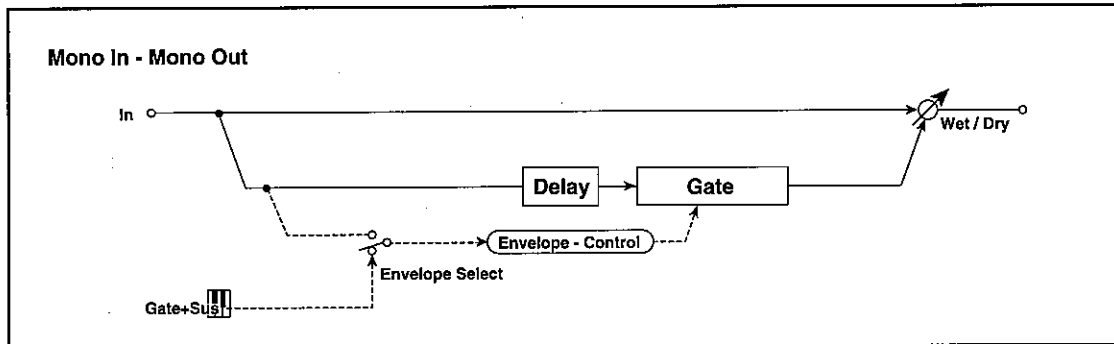 Mono In - Mono Out
In
Wet / Dry
Delay
Gate
Envelope - Control
Envelope Select
Gate+Sus